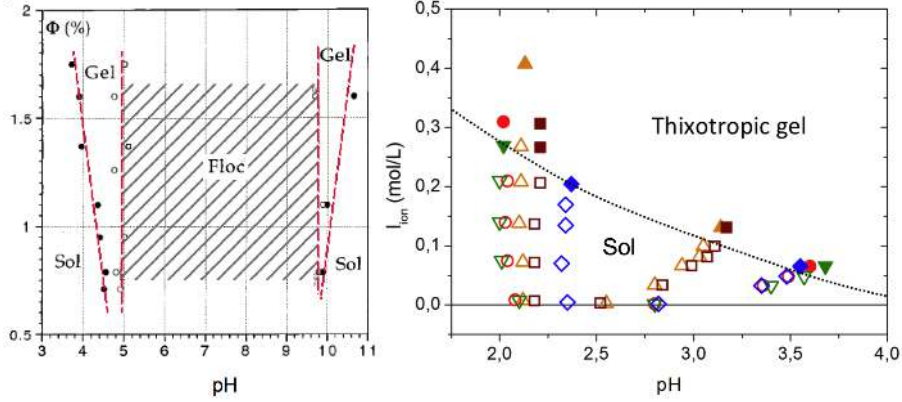 2
Φ (%)
Gel
Gel
1.5
Floc
1
Sol
Sol
0.5
3 4 5 6 7 8 9 10 11
pH
0,5
0,4
0,3
0,2
0,1
0,0
I_ion (mol/L)
Thixotropic gel
Sol
2,0 2,5 3,0 3,5 4,0
pH